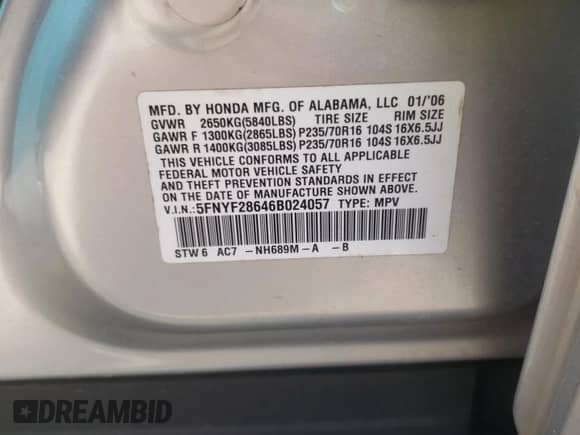 MFD. BY HONDA MFG. OF ALABAMA, LLC 01/'06
GVWR 2650KG(5840LBS) TIRE SIZE RIM SIZE
GAWR F 1300KG(2865LBS) P235/70R16 104S 16X6.5JJ
GAWR R 1400KG(3085LBS) P235/70R16 104S 16X6.5JJ
THIS VEHICLE CONFORMS TO ALL APPLICABLE
FEDERAL MOTOR VEHICLE SAFETY
AND THEFT PREVENTION STANDARDS IN EFFECT
ON THE DATE OF MANUFACTURE SHOWN ABOVE.
V.I.N.:5FNYF28646B024057 TYPE: MPV
STW6 AC7 -NH689M-A -B
DREAMBID